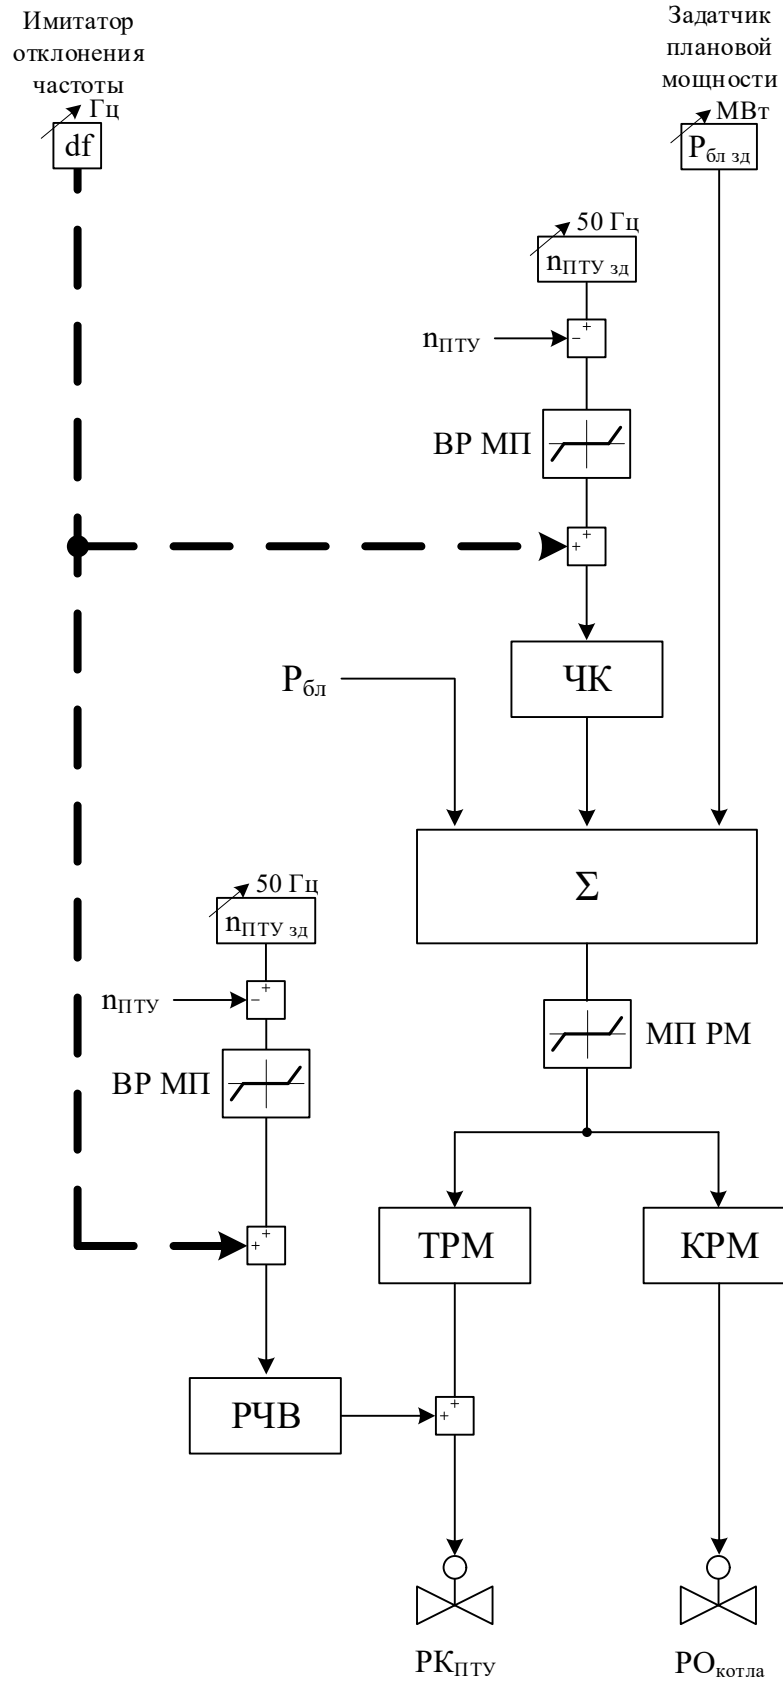 Имитатор
отклонения
частоты
Гц
df
Задатчик
плановой
мощности
МВт
Pбл зд
50 Гц
nПТУ зд
+
nПТУ
−
ВР МП
+
+
ЧК
Pбл
Σ
50 Гц
nПТУ зд
+
nПТУ
−
МП РМ
ВР МП
+
+
ТРМ
КРМ
РЧВ
+
+
РКПТУ
РОкотла